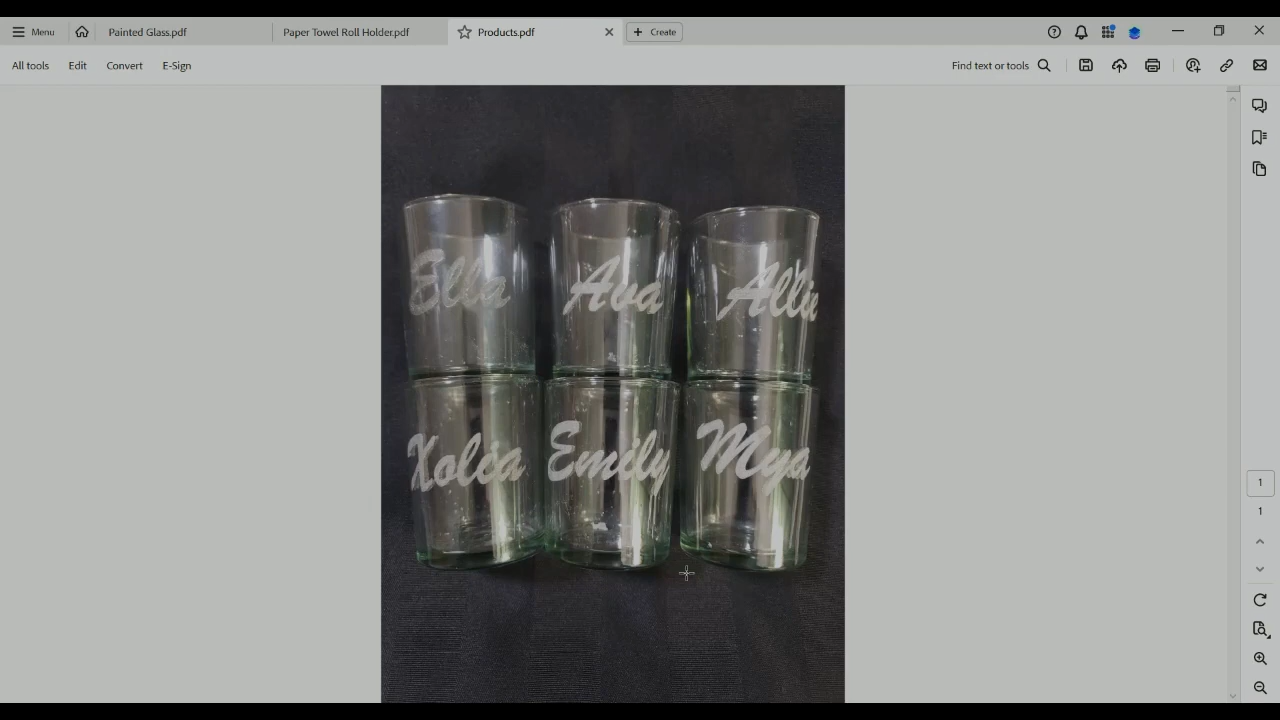 Menu
Painted Glass.pdf
Paper Towel Roll Holder.pdf
Products.pdf
Create
All tools
Edit
Convert
E-Sign
Find text or tools
Ella Ava Allie
Xolia Emily Mya
1
1